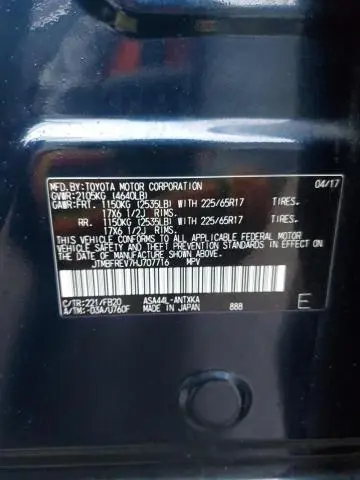 MFD.BY:TOYOTA MOTOR CORPORATION 04/17
GVWR:2105KG (4640LB)
GAWR:FRT. 1150KG (2535LB) WITH 225/65R17 TIRES.
17X6 1/2J RIMS.
RR. 1150KG (2535LB) WITH 225/65R17 TIRES.
17X6 1/2J RIMS.
THIS VEHICLE CONFORMS TO ALL APPLICABLE FEDERAL MOTOR
VEHICLE SAFETY AND THEFT PREVENTION STANDARDS IN EFFECT ON
THE DATE OF MANUFACTURE SHOWN ABOVE.
JTMBFREV7HJ707716 MPV
C/TR:221/FB20 ASA44L-ANTXKA
A/TM:-03A/U760F MADE IN JAPAN 888 E